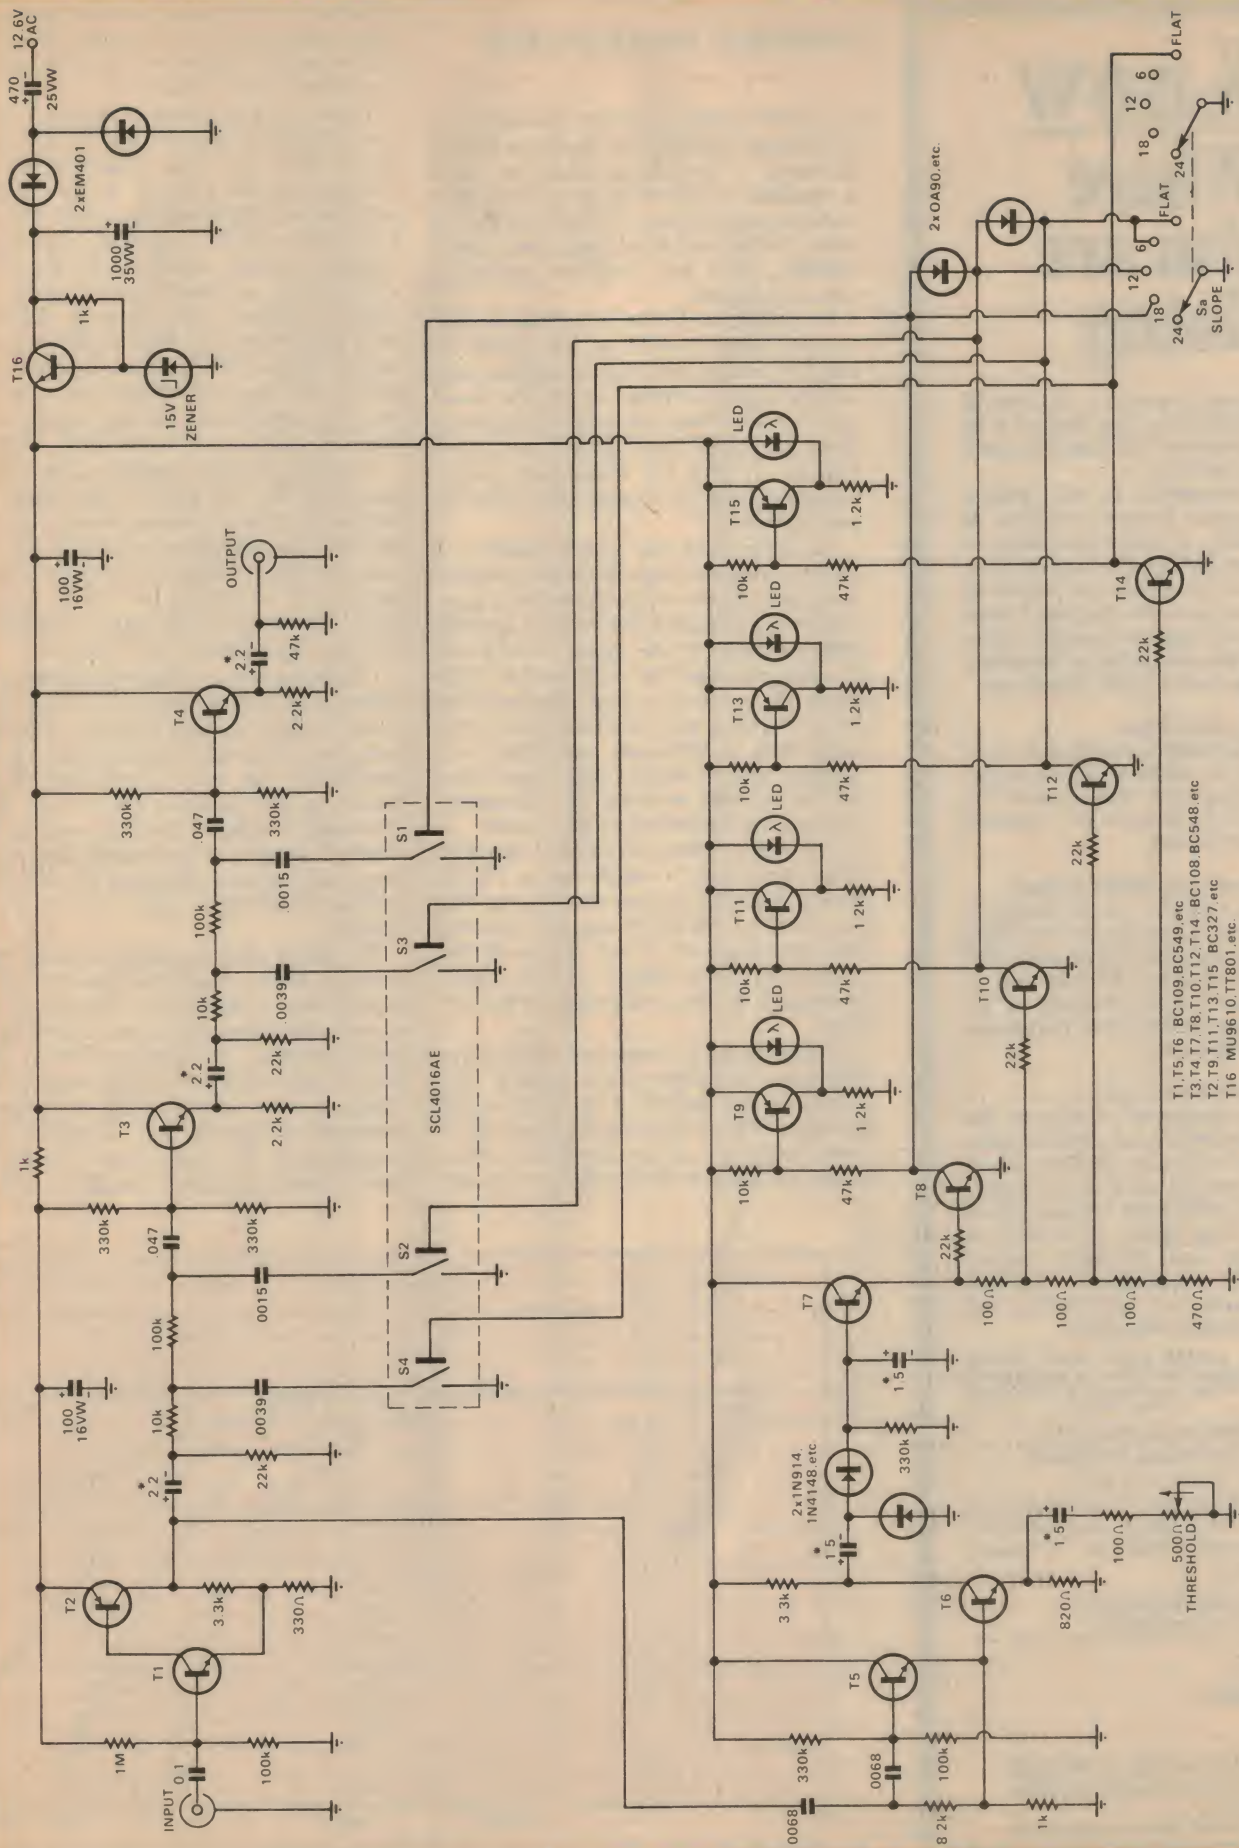 12.6V
AC
470
25VW
2xEM401
1000
35VW
1k
T16
15V
ZENER
100
16VW
OUTPUT
* 2.2
47k
2.2k
T4
330k
.047
330k
.0015
S1
100k
S3
.0039
10k
22k
* 2.2
SCL4016AE
2.2k
T3
1k
330k
.047
330k
S2
0015
100k
S4
0039
10k
100
16VW
22k
* 2 2
T2
3.3k
330Ω
T1
1M
INPUT
0.1
100k
FLAT
6
12
18
24
FLAT
6
12
18
24
Sa
SLOPE
2xOA90.etc.
LED
T15
1.2k
10k
47k
T14
22k
LED
T13
1.2k
10k
47k
T12
22k
LED
T11
1 2k
10k
47k
T10
22k
LED
T9
1 2k
10k
47k
T8
22k
T7
100Ω
100Ω
100Ω
470Ω
* 1.5
330k
2x1N914.
1N4148.etc.
* 1 5
3 3k
T6
820Ω
* 1 5
100Ω
500Ω
THRESHOLD
T5
330k
0068
100k
0068
8 2k
1k
T1.T5.T6 BC109.BC549.etc
T3.T4 T7.T8.T10.T12.T14 BC108.BC548.etc
T2 T9.T11.T13 T15 BC327.etc
T16 MU9610.TT801.etc.